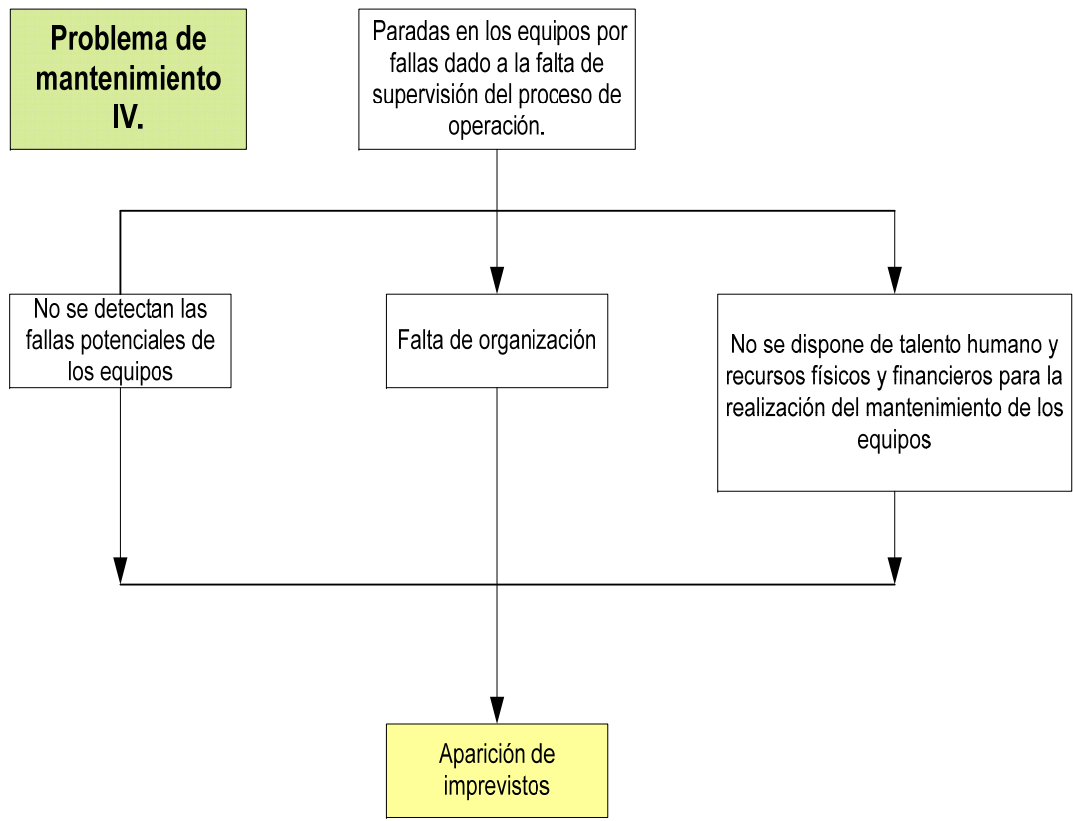 Problema de
mantenimiento
IV.
Paradas en los equipos por
fallas dado a la falta de
supervisión del proceso de
operación.
No se detectan las
fallas potenciales de
los equipos
Falta de organización
No se dispone de talento humano y
recursos físicos y financieros para la
realización del mantenimiento de los
equipos
Aparición de
imprevistos